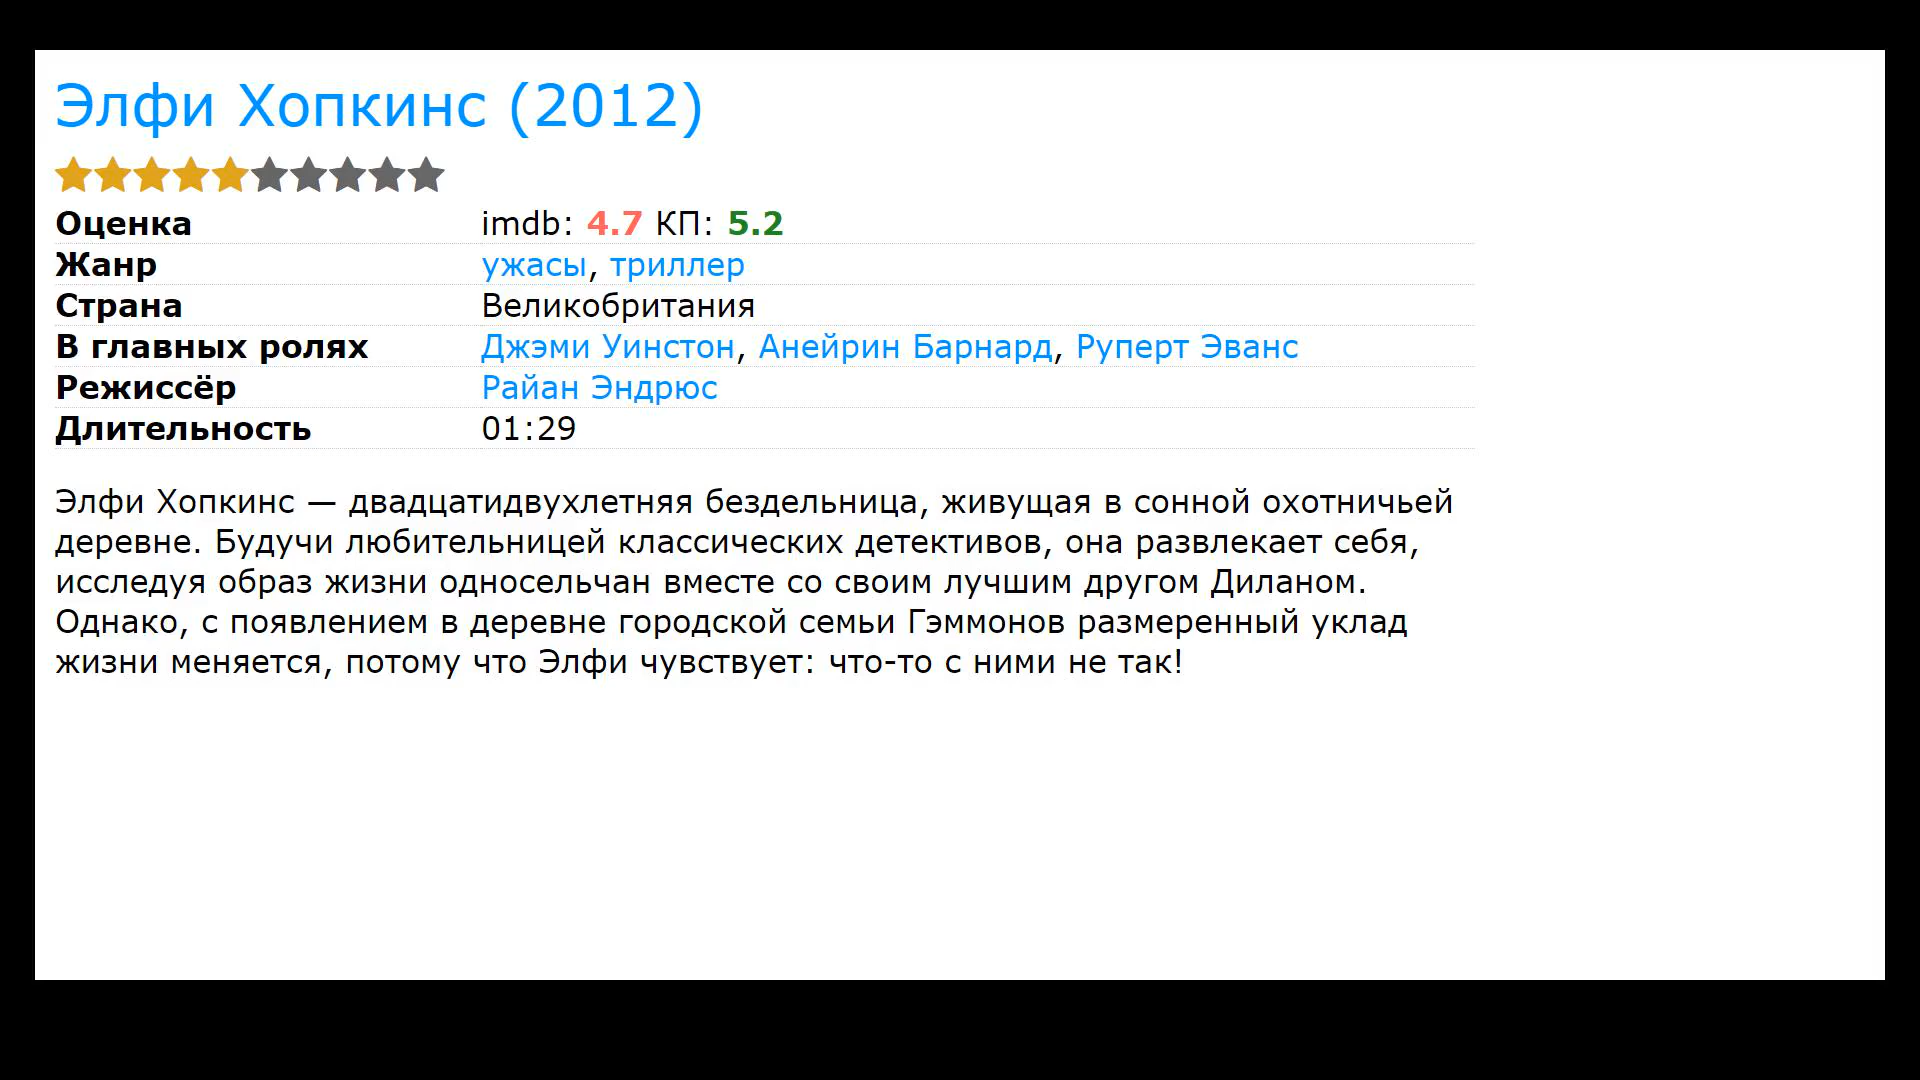 Элфи Хопкинс (2012)
Оценка imdb: 4.7 КП: 5.2
Жанр ужасы, триллер
Страна Великобритания
В главных ролях Джэми Уинстон, Анейрин Барнард, Руперт Эванс
Режиссёр Райан Эндрюс
Длительность 01:29
Элфи Хопкинс — двадцатидвухлетняя бездельница, живущая в сонной охотничьей
деревне. Будучи любительницей классических детективов, она развлекает себя,
исследуя образ жизни односельчан вместе со своим лучшим другом Диланом.
Однако, с появлением в деревне городской семьи Гэммонов размеренный уклад
жизни меняется, потому что Элфи чувствует: что-то с ними не так!